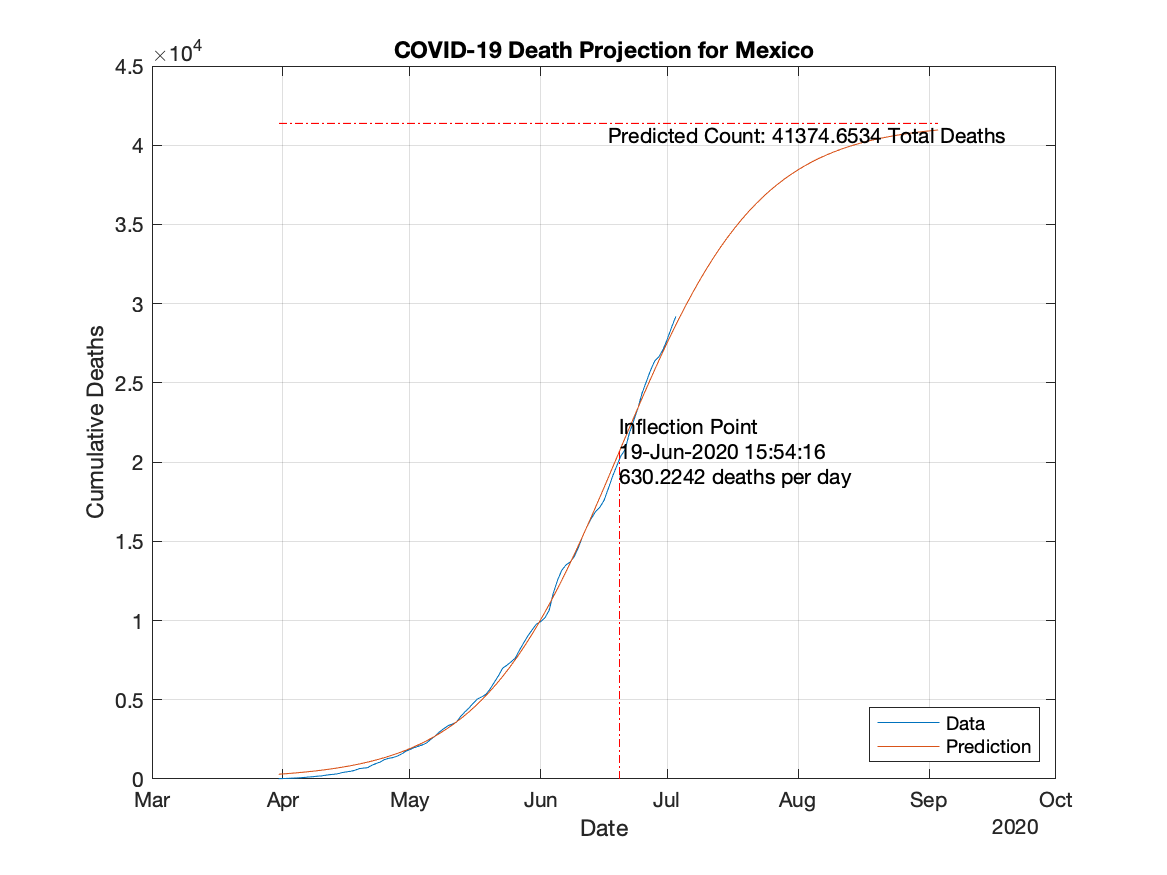 COVID-19 Death Projection for Mexico
×10⁴
4.5
4
3.5
3
2.5
2
1.5
1
0.5
0
Cumulative Deaths
Predicted Count: 41374.6534 Total Deaths
Inflection Point
19-Jun-2020 15:54:16
630.2242 deaths per day
Data
Prediction
Mar Apr May Jun Jul Aug Sep Oct
Date
2020